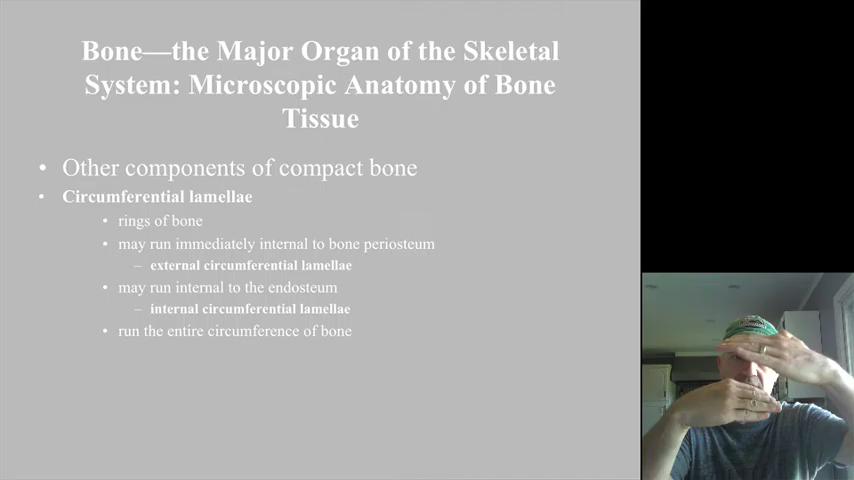 Bone—the Major Organ of the Skeletal
System: Microscopic Anatomy of Bone
Tissue
• Other components of compact bone
• Circumferential lamellae
• rings of bone
• may run immediately internal to bone periosteum
– external circumferential lamellae
• may run internal to the endosteum
– internal circumferential lamellae
• run the entire circumference of bone